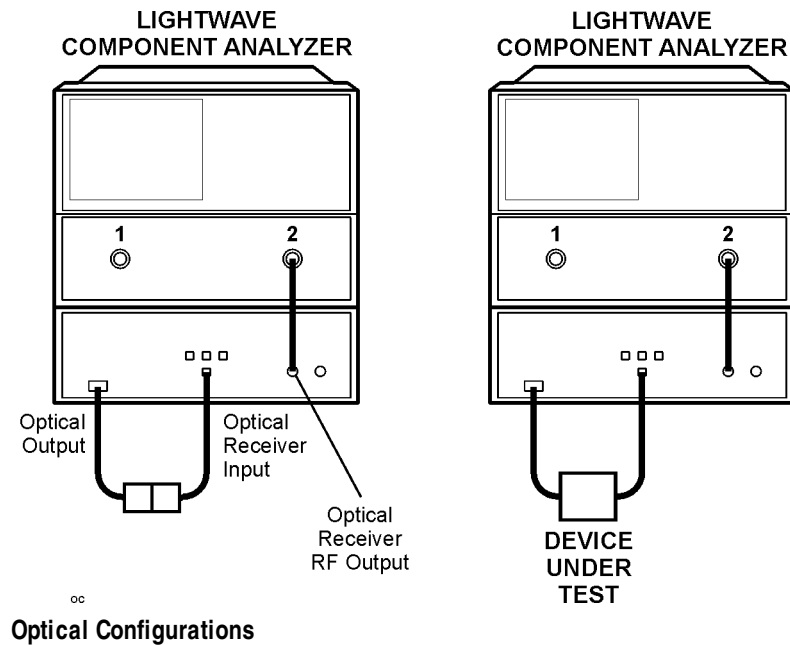 LIGHTWAVE
COMPONENT ANALYZER
1
2
Optical
Output
Optical
Receiver
Input
Optical
Receiver
RF Output
LIGHTWAVE
COMPONENT ANALYZER
1
2
DEVICE
UNDER
TEST
oc
Optical Configurations